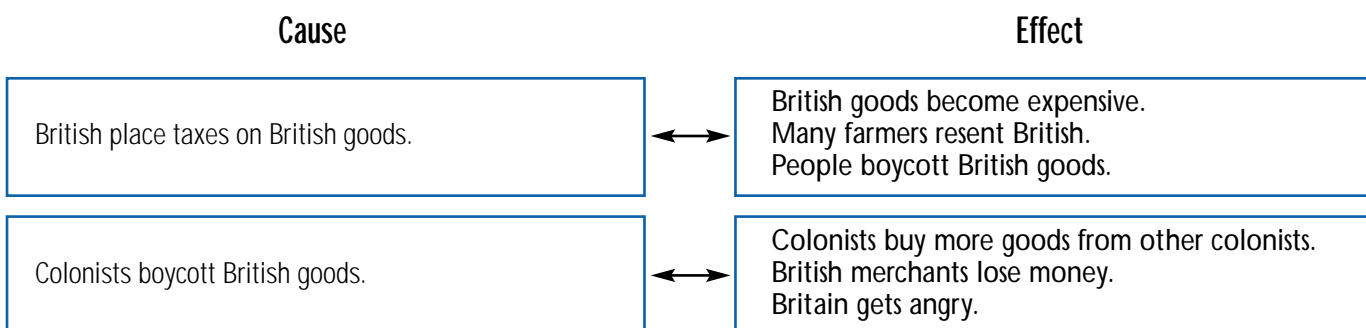 Cause
Effect
British place taxes on British goods.
British goods become expensive.
Many farmers resent British.
People boycott British goods.
Colonists boycott British goods.
Colonists buy more goods from other colonists.
British merchants lose money.
Britain gets angry.